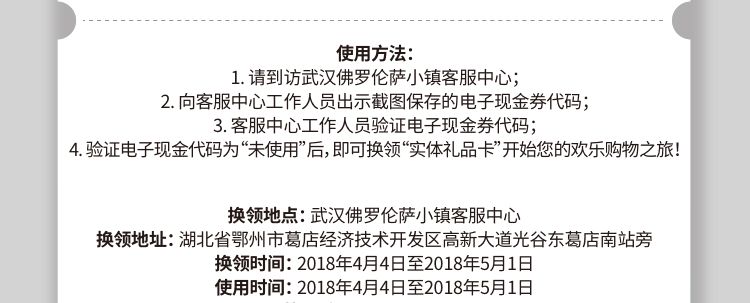 使用方法：
1. 请到访武汉佛罗伦萨小镇客服中心；
2. 向客服中心工作人员出示截图保存的电子现金券代码；
3. 客服中心工作人员验证电子现金券代码；
4. 验证电子现金代码为“未使用”后，即可换领“实体礼品卡”开始您的欢乐购物之旅！
换领地点：武汉佛罗伦萨小镇客服中心
换领地址：湖北省鄂州市葛店经济技术开发区高新大道光谷东葛店南站旁
换领时间：2018年4月4日至2018年5月1日
使用时间：2018年4月4日至2018年5月1日